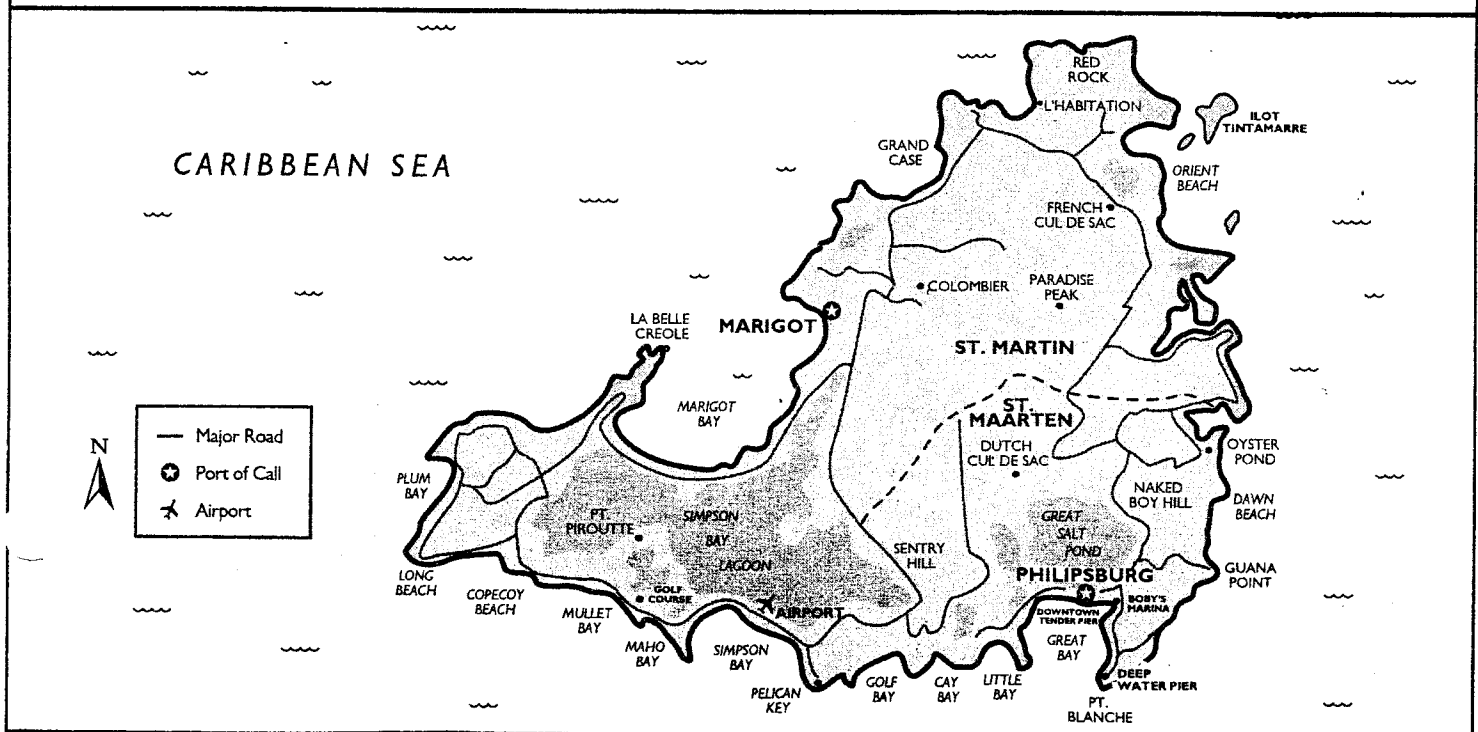 RED
ROCK
L'HABITATION
ILOT
TINTAMARRE
CARIBBEAN SEA
GRAND
CASE
ORIENT
BEACH
FRENCH
CUL DE SAC
COLOMBIER
PARADISE
PEAK
LA BELLE
CREOLE
MARIGOT
ST. MARTIN
MARIGOT
BAY
ST.
MAARTEN
N
Major Road
Port of Call
Airport
DUTCH
CUL DE SAC
OYSTER
POND
PLUM
BAY
NAKED
BOY HILL
DAWN
BEACH
PT.
PIROUTTE
SIMPSON
BAY
LAGOON
GREAT
SALT
POND
SENTRY
HILL
LONG
BEACH
COPECOY
BEACH
GOLF
COURSE
AIRPORT
PHILIPSBURG
GUANA
POINT
MULLET
BAY
DOWNTOWN
TENDER PIER
BOBY'S
MARINA
MAHO
BAY
SIMPSON
BAY
GREAT
BAY
PELICAN
KEY
GOLF
BAY
CAY
BAY
LITTLE
BAY
DEEP
WATER PIER
PT.
BLANCHE